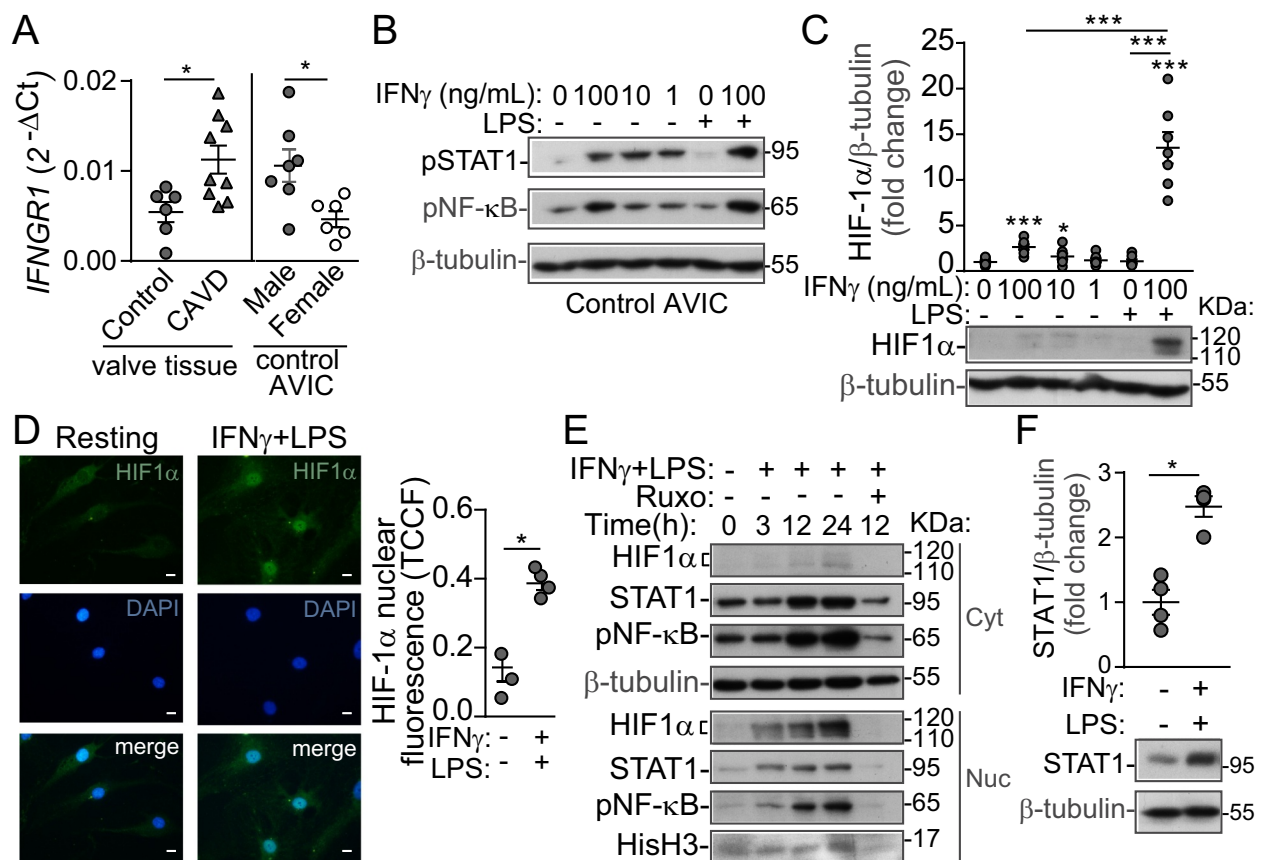 A
IFNGR1 (2^-ΔCt)
0.02
0.01
0.00
*
*
Control
CAVD
Male
Female
valve tissue
control
AVIC
B
IFNγ (ng/mL): 0 100 10 1 0 100
LPS: - - - - + +
pSTAT1- -95
pNF-κB- -65
β-tubulin- -55
Control AVIC
C
HIF-1α/β-tubulin
(fold change)
25
20
15
10
5
0
***
***
***
***
*
IFNγ (ng/mL): 0 100 10 1 0 100
LPS: - - - - + + KDa:
HIF1α -120
-110
β-tubulin- -55
D
Resting IFNγ+LPS
HIF1α HIF1α
DAPI DAPI
merge merge
HIF-1α nuclear
fluorescence (TCCF)
0.6
0.4
0.2
0.0
*
IFNγ: - +
LPS: - +
E
IFNγ+LPS: - + + + +
Ruxo: - - - - +
Time(h): 0 3 12 24 12 KDa:
HIF1α[ -120
-110
STAT1- -95
pNF-κB- -65
β-tubulin- -55
Cyt
HIF1α[ -120
-110
STAT1- -95
pNF-κB- -65
HisH3- -17
Nuc
F
STAT1/β-tubulin
(fold change)
3
2
1
0
*
IFNγ: - +
LPS: - +
STAT1- -95
β-tubulin- -55